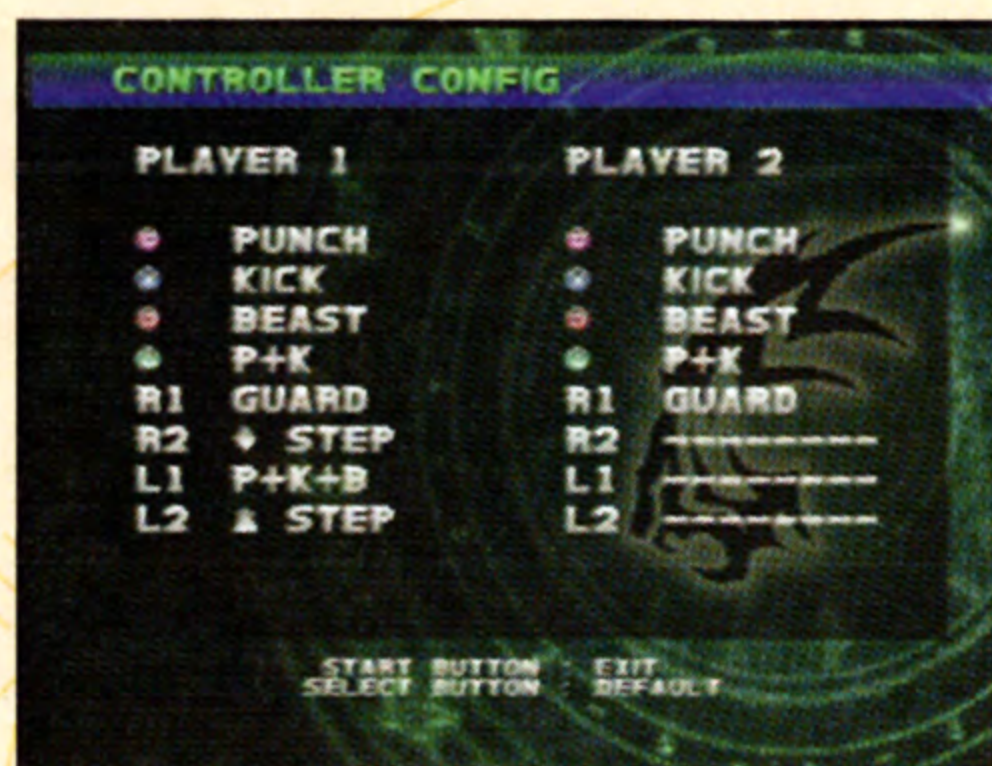 CONTROLLER CONFIG
PLAYER 1 PLAYER 2
PUNCH PUNCH
KICK KICK
BEAST BEAST
P+K P+K
R1 GUARD R1 GUARD
R2 STEP R2 ----------
L1 P+K+B L1 ----------
L2 STEP L2 ----------
START BUTTON : EXIT
SELECT BUTTON : DEFAULT